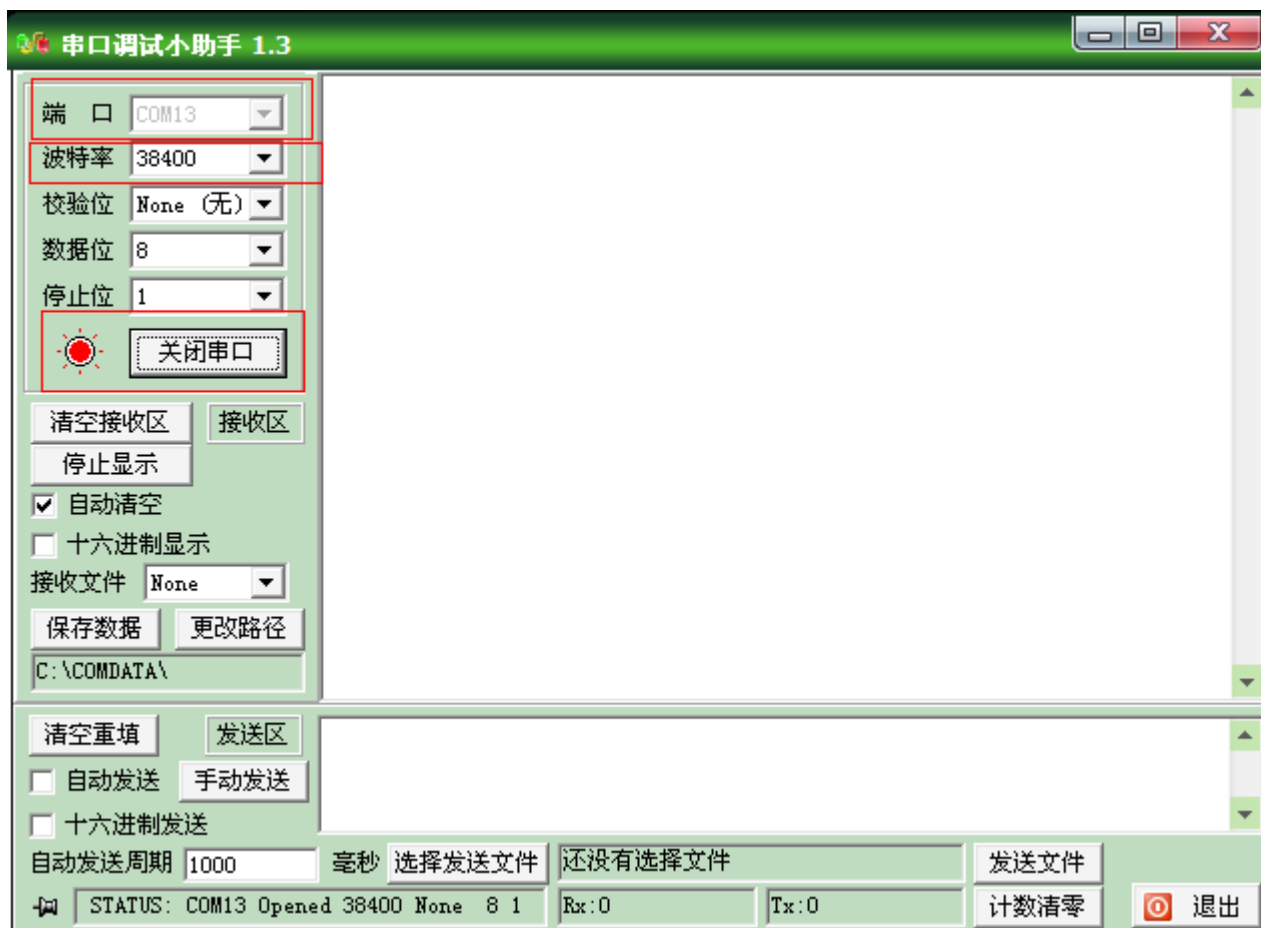 串口调试小助手 1.3
端 口 COM13
波特率 38400
校验位 None (无)
数据位 8
停止位 1
关闭串口
清空接收区 接收区
停止显示
自动清空
十六进制显示
接收文件 None
保存数据 更改路径
C:\COMDATA\
清空重填 发送区
自动发送 手动发送
十六进制发送
自动发送周期 1000 毫秒 选择发送文件 还没有选择文件 发送文件
STATUS: COM13 Opened 38400 None 8 1 Rx:0 Tx:0 计数清零 退出